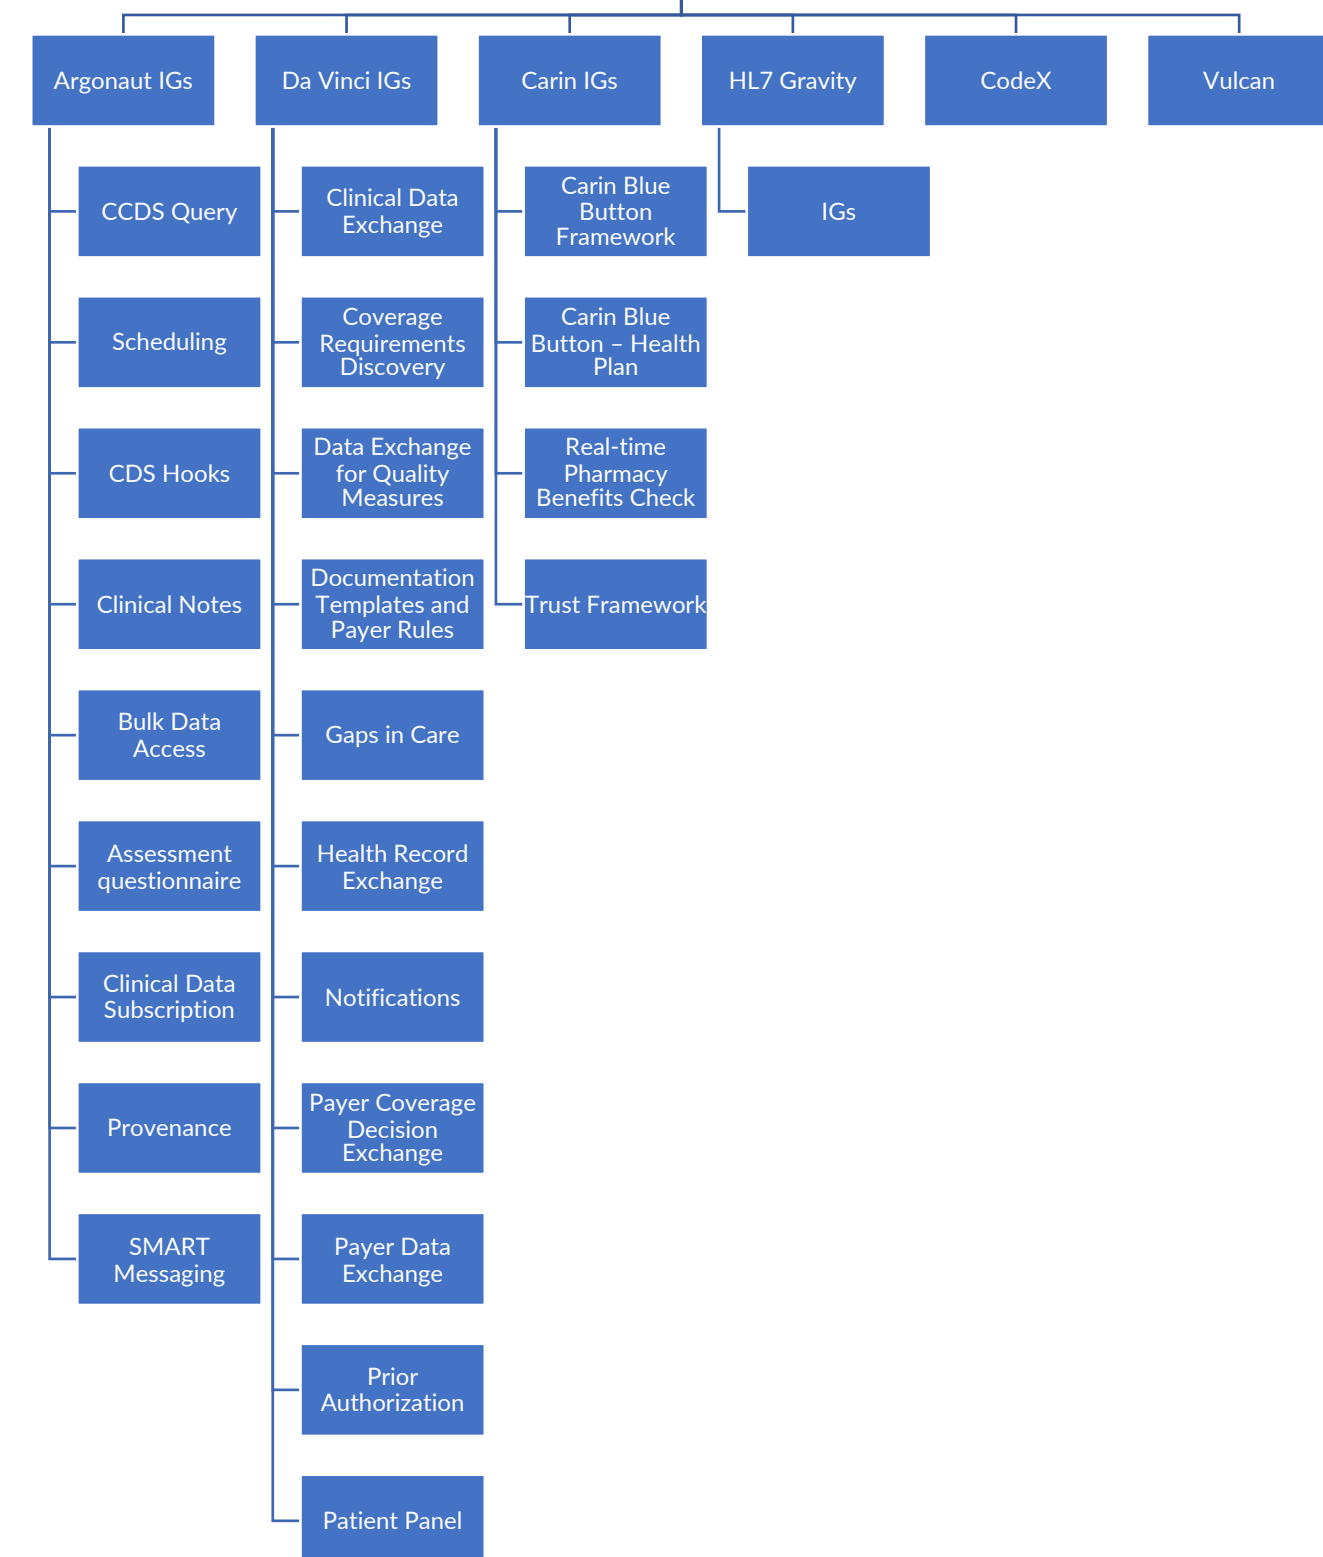 Argonaut IGs
Da Vinci IGs
Carin IGs
HL7 Gravity
CodeX
Vulcan
CCDS Query
Scheduling
CDS Hooks
Clinical Notes
Bulk Data
Access
Assessment
questionnaire
Clinical Data
Subscription
Provenance
SMART
Messaging
Clinical Data
Exchange
Coverage
Requirements
Discovery
Data Exchange
for Quality
Measures
Documentation
Templates and
Payer Rules
Gaps in Care
Health Record
Exchange
Notifications
Payer Coverage
Decision
Exchange
Payer Data
Exchange
Prior
Authorization
Patient Panel
Carin Blue
Button
Framework
Carin Blue
Button – Health
Plan
Real-time
Pharmacy
Benefits Check
Trust Framework
IGs